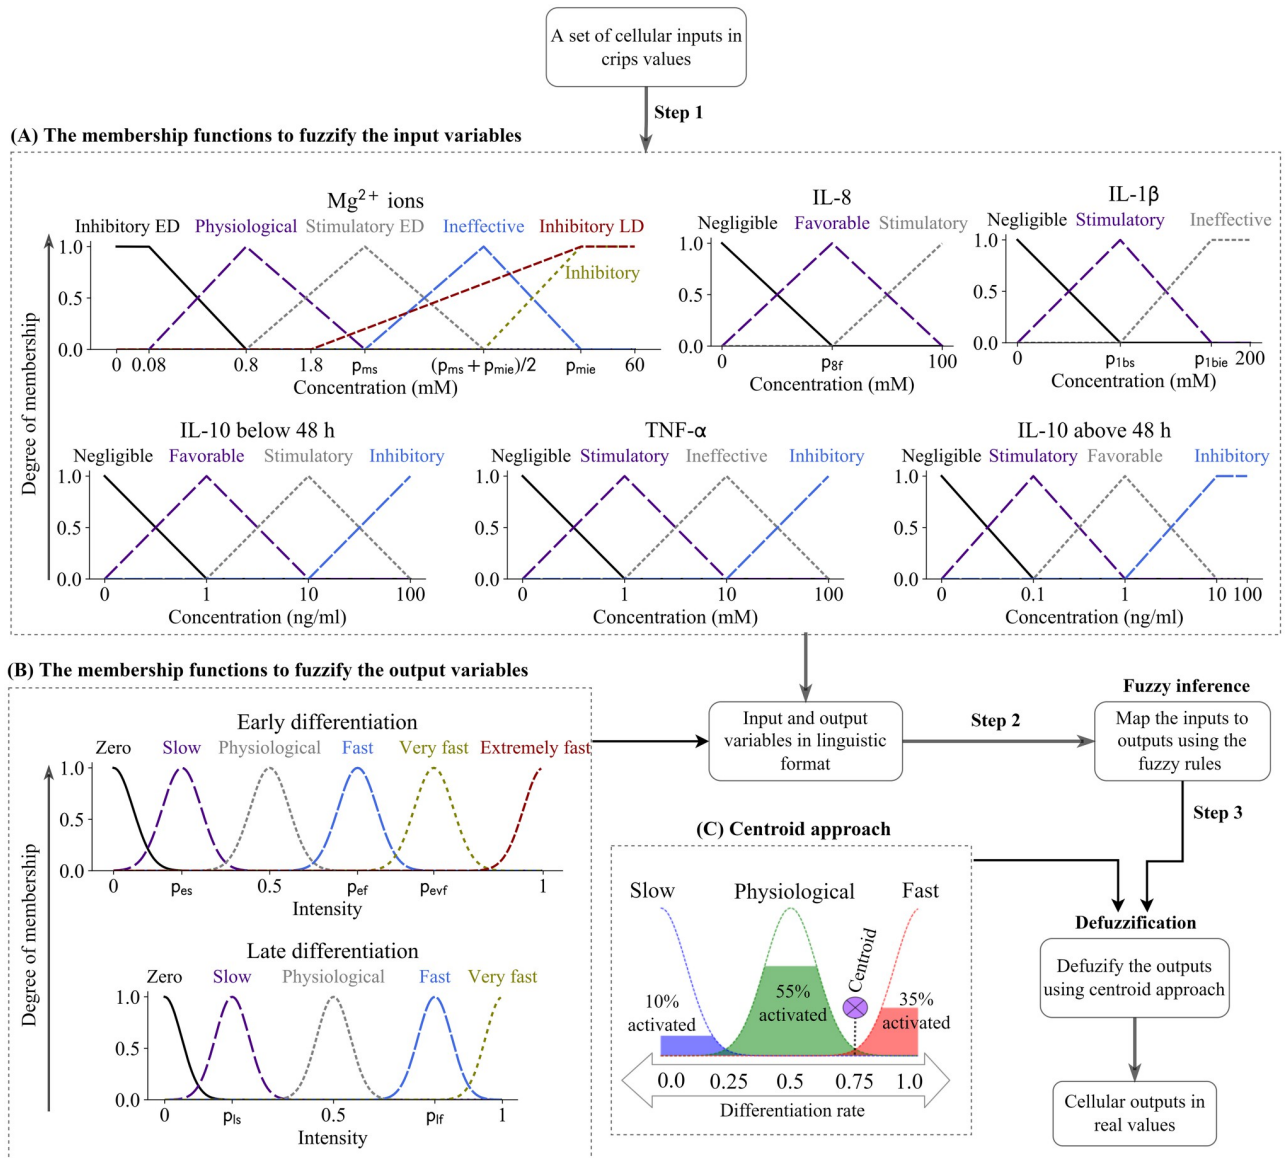 A set of cellular inputs in
crips values
Step 1
(A) The membership functions to fuzzify the input variables
Degree of membership
Mg2+ ions
Inhibitory ED Physiological Stimulatory ED Ineffective Inhibitory LD
Inhibitory
1.0
0.5
0.0
0 0.08 0.8 1.8 pms (pms + pmie)/2 pmie 60
Concentration (mM)
IL-8
Negligible Favorable Stimulatory
1.0
0.5
0.0
0 p8f 100
Concentration (mM)
IL-1β
Negligible Stimulatory Ineffective
1.0
0.5
0.0
0 p1bs p1bie 200
Concentration (mM)
IL-10 below 48 h
Negligible Favorable Stimulatory Inhibitory
1.0
0.5
0.0
0 1 10 100
Concentration (ng/ml)
TNF-α
Negligible Stimulatory Ineffective Inhibitory
1.0
0.5
0.0
0 1 10 100
Concentration (mM)
IL-10 above 48 h
Negligible Stimulatory Favorable Inhibitory
1.0
0.5
0.0
0 0.1 1 10 100
Concentration (ng/ml)
(B) The membership functions to fuzzify the output variables
Degree of membership
Early differentiation
Zero Slow Physiological Fast Very fast Extremely fast
1.0
0.5
0.0
0 pes 0.5 pef pevf 1
Intensity
Late differentiation
Zero Slow Physiological Fast Very fast
1.0
0.5
0.0
0 pls 0.5 plf 1
Intensity
Input and output
variables in linguistic
format
Step 2
Fuzzy inference
Map the inputs to
outputs using the
fuzzy rules
Step 3
(C) Centroid approach
Slow Physiological Fast
Centroid
10%
activated
55%
activated
35%
activated
0.0 0.25 0.5 0.75 1.0
Differentiation rate
Defuzzification
Defuzify the outputs
using centroid approach
Cellular outputs in
real values